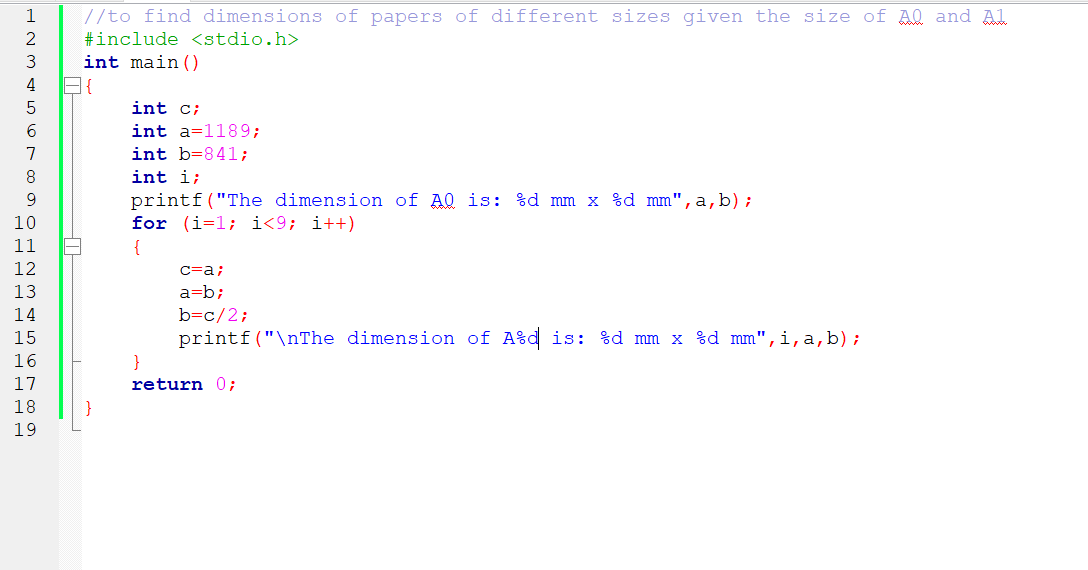 1 //to find dimensions of papers of different sizes given the size of A0 and A1
2 #include <stdio.h>
3 int main()
4 {
5 int c;
6 int a=1189;
7 int b=841;
8 int i;
9 printf("The dimension of A0 is: %d mm x %d mm",a,b);
10 for (i=1; i<9; i++)
11 {
12 c=a;
13 a=b;
14 b=c/2;
15 printf("\nThe dimension of A%d is: %d mm x %d mm",i,a,b);
16 }
17 return 0;
18 }
19